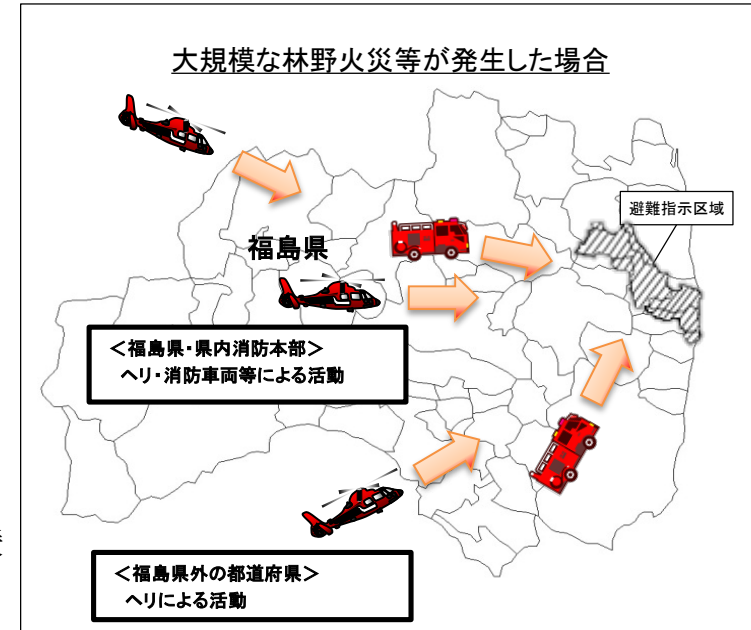 大規模な林野火災等が発生した場合
避難指示区域
福島県
＜福島県・県内消防本部＞
ヘリ・消防車両等による活動
＜福島県外の都道府県＞
ヘリによる活動